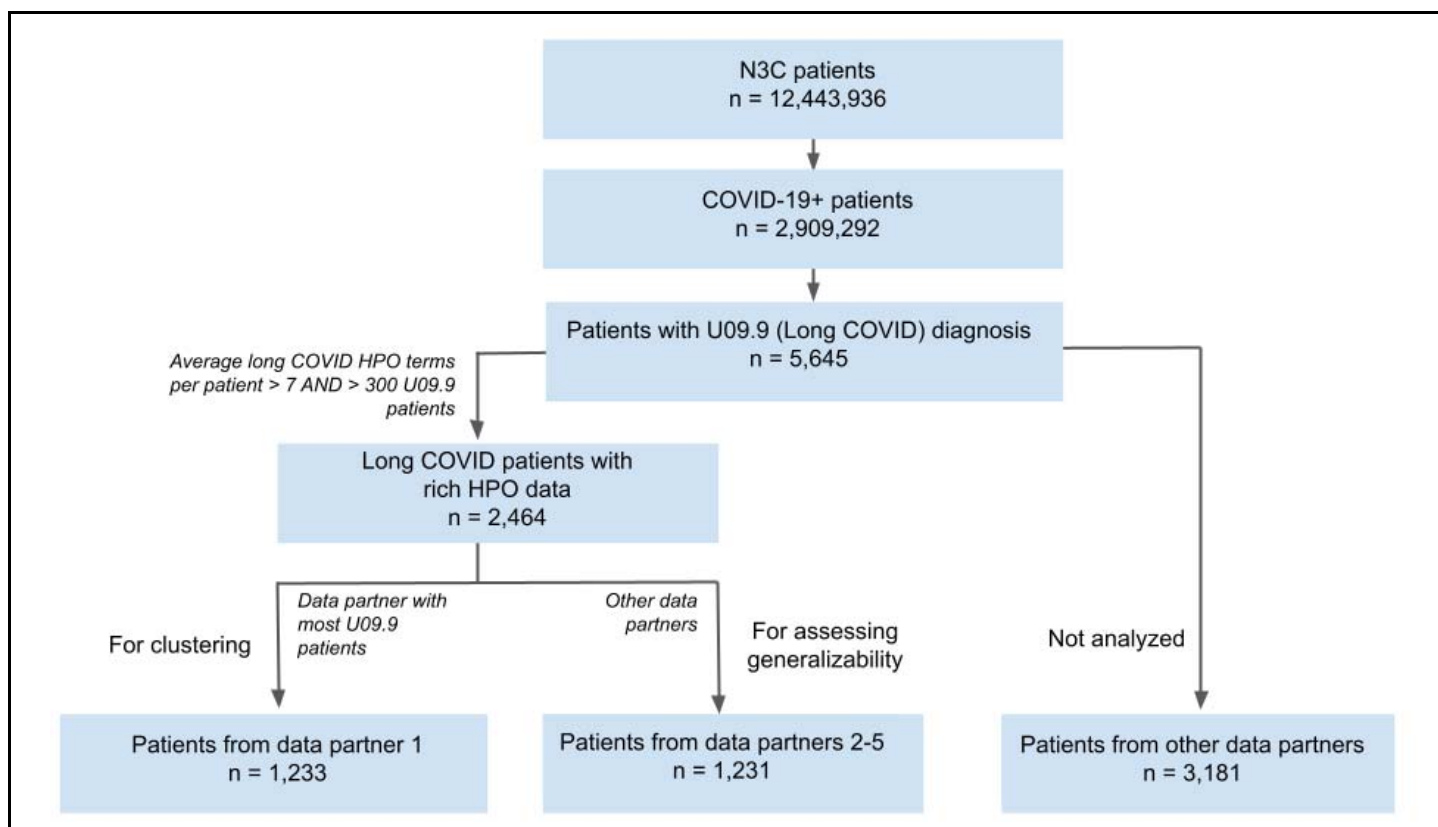 N3C patients
n = 12,443,936
COVID-19+ patients
n = 2,909,292
Patients with U09.9 (Long COVID) diagnosis
n = 5,645
Average long COVID HPO terms
per patient > 7 AND > 300 U09.9
patients
Long COVID patients with
rich HPO data
n = 2,464
For clustering
Data partner with
most U09.9
patients
Other data
partners
For assessing
generalizability
Not analyzed
Patients from data partner 1
n = 1,233
Patients from data partners 2-5
n = 1,231
Patients from other data partners
n = 3,181